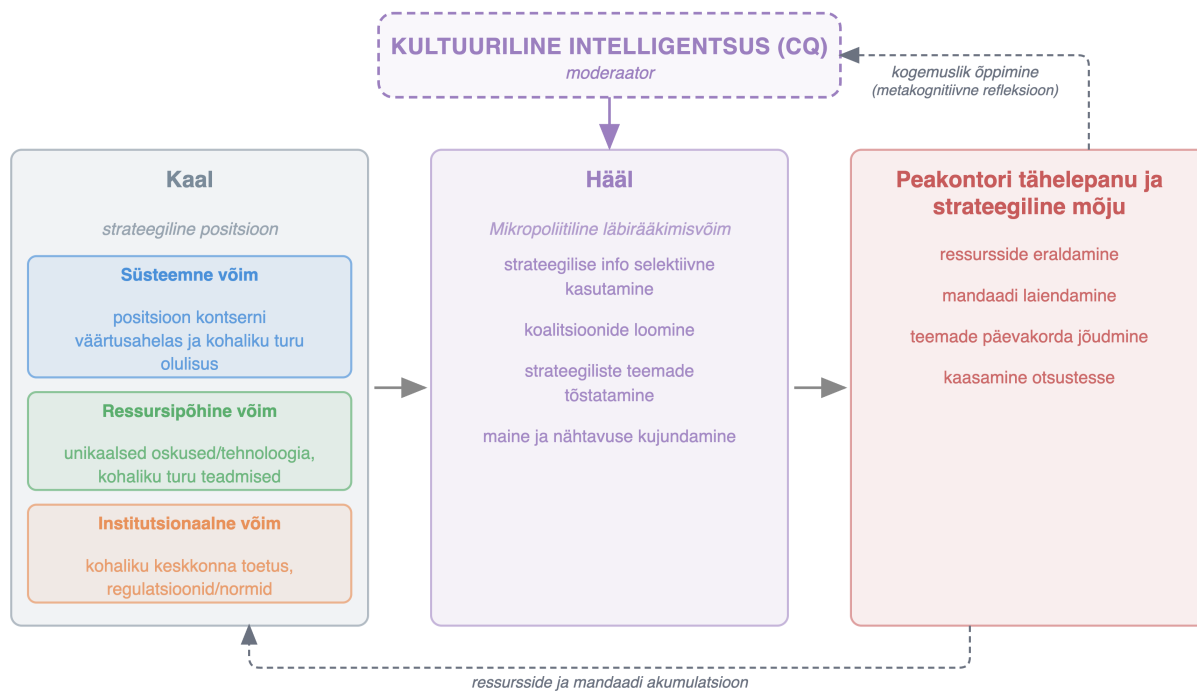 KULTUURILINE INTELLIGENTSUS (CQ)
moderaator
kogemuslik õppimine
(metakognitiivne refleksioon)
Kaal
strateegiline positsioon
Süsteemne võim
positsioon kontserni
väärtusahelas ja kohaliku turu
olulisus
Ressursipõhine võim
unikaalsed oskused/tehnoloogia,
kohaliku turu teadmised
Institutsionaalne võim
kohaliku keskkonna toetus,
regulatsioonid/normid
Hääl
Mikropoliitiline läbirääkimisvõim
strateegilise info selektiivne
kasutamine
koalitsioonide loomine
strateegiliste teemade
tõstatamine
maine ja nähtavuse kujundamine
Peakontori tähelepanu ja
strateegiline mõju
ressursside eraldamine
mandaadi laiendamine
teemade päevakorda jõudmine
kaasamine otsustesse
ressursside ja mandaadi akumulatsioon